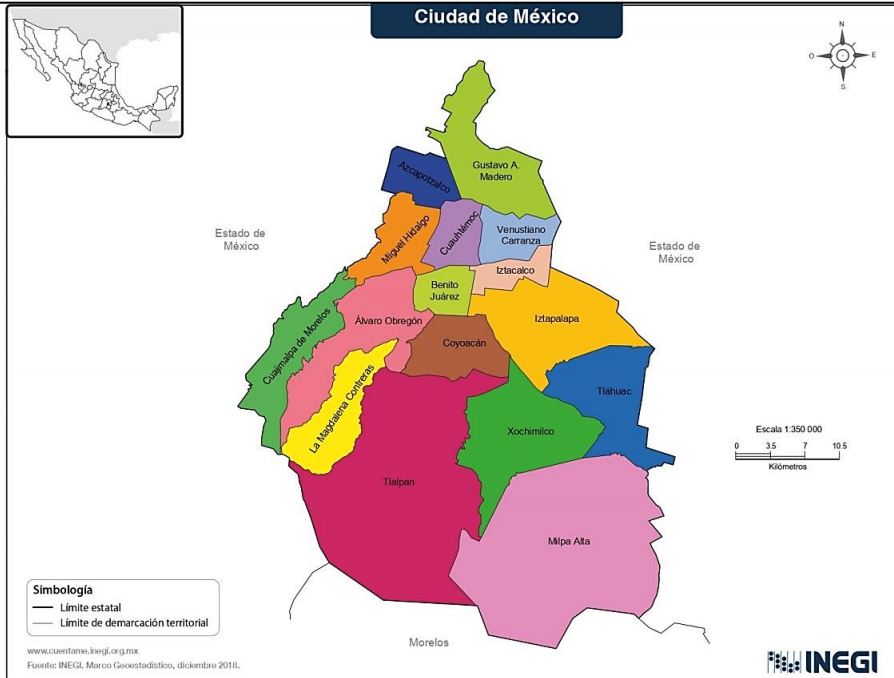 Ciudad de México
N
O
E
S
Gustavo A.
Madero
Azcapotzalco
Miguel Hidalgo
Cuauhtémoc
Venustiano
Carranza
Estado de
México
Estado de
México
Iztacalco
Benito
Juárez
Cuajimalpa de Morelos
Álvaro Obregón
Iztapalapa
Coyoacán
La Magdalena Contreras
Tláhuac
Xochimilco
Escala 1:350 000
0 3.5 7 10.5
Kilómetros
Tlalpan
Milpa Alta
Simbología
Límite estatal
Límite de demarcación territorial
Morelos
www.cuentame.inegi.org.mx
Fuente: INEGI. Marco Geoestadístico, diciembre 2018.
INEGI